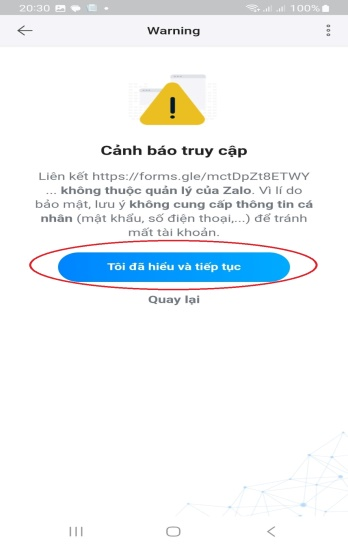 20:30 100%
Warning
Cảnh báo truy cập
Liên kết https://forms.gle/mctDpZt8ETWY
... không thuộc quản lý của Zalo. Vì lí do
bảo mật, lưu ý không cung cấp thông tin cá
nhân (mật khẩu, số điện thoại,...) để tránh
mất tài khoản.
Tôi đã hiểu và tiếp tục
Quay lại